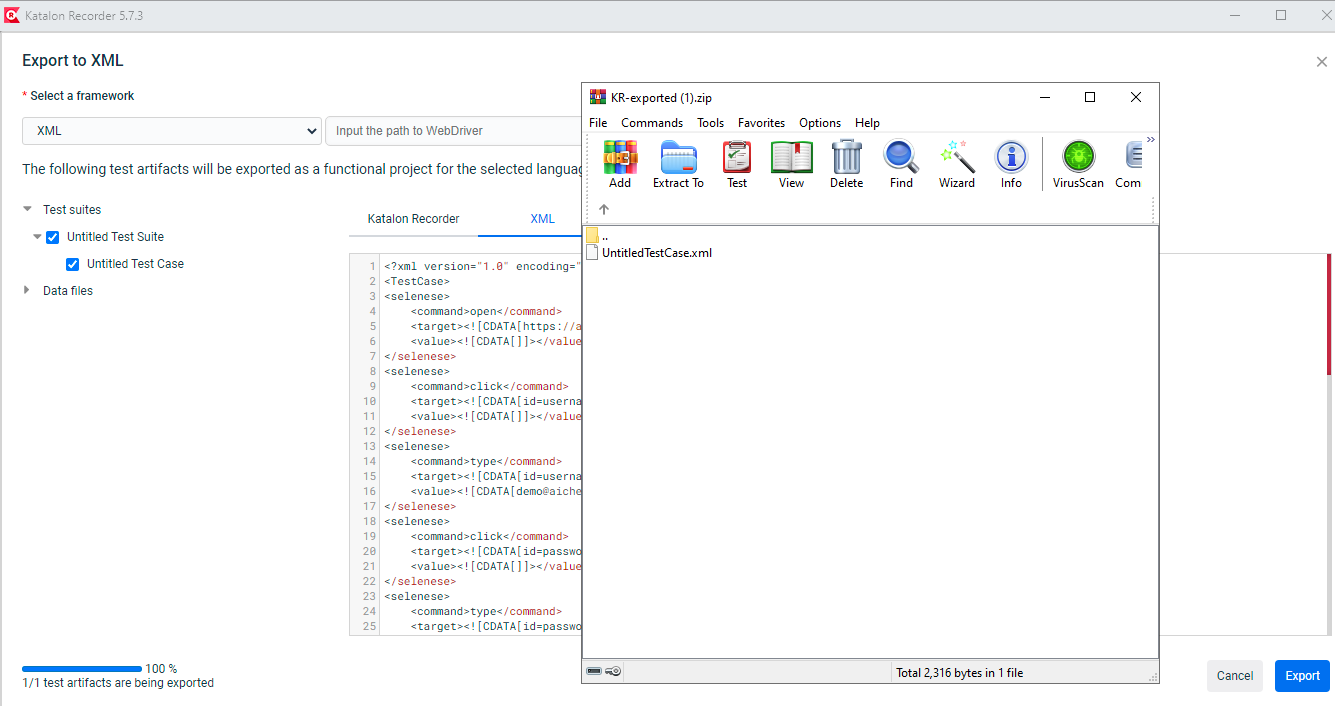 Katalon Recorder 5.7.3
Export to XML
* Select a framework
XML
Input the path to WebDriver
The following test artifacts will be exported as a functional project for the selected langua
Test suites
Untitled Test Suite
Untitled Test Case
Data files
Katalon Recorder
XML
1 <?xml version="1.0" encoding="
2 <TestCase>
3 <selenese>
4 <command>open</command>
5 <target><![CDATA[https://a
6 <value><![CDATA[]]></value
7 </selenese>
8 <selenese>
9 <command>click</command>
10 <target><![CDATA[id=userna
11 <value><![CDATA[]]></value
12 </selenese>
13 <selenese>
14 <command>type</command>
15 <target><![CDATA[id=userna
16 <value><![CDATA[demo@aiche
17 </selenese>
18 <selenese>
19 <command>click</command>
20 <target><![CDATA[id=passwo
21 <value><![CDATA[]]></value
22 </selenese>
23 <selenese>
24 <command>type</command>
25 <target><![CDATA[id=passwo
100 %
1/1 test artifacts are being exported
KR-exported (1).zip
File Commands Tools Favorites Options Help
Add Extract To Test View Delete Find Wizard Info VirusScan Com
..
UntitledTestCase.xml
Total 2,316 bytes in 1 file
Cancel
Export